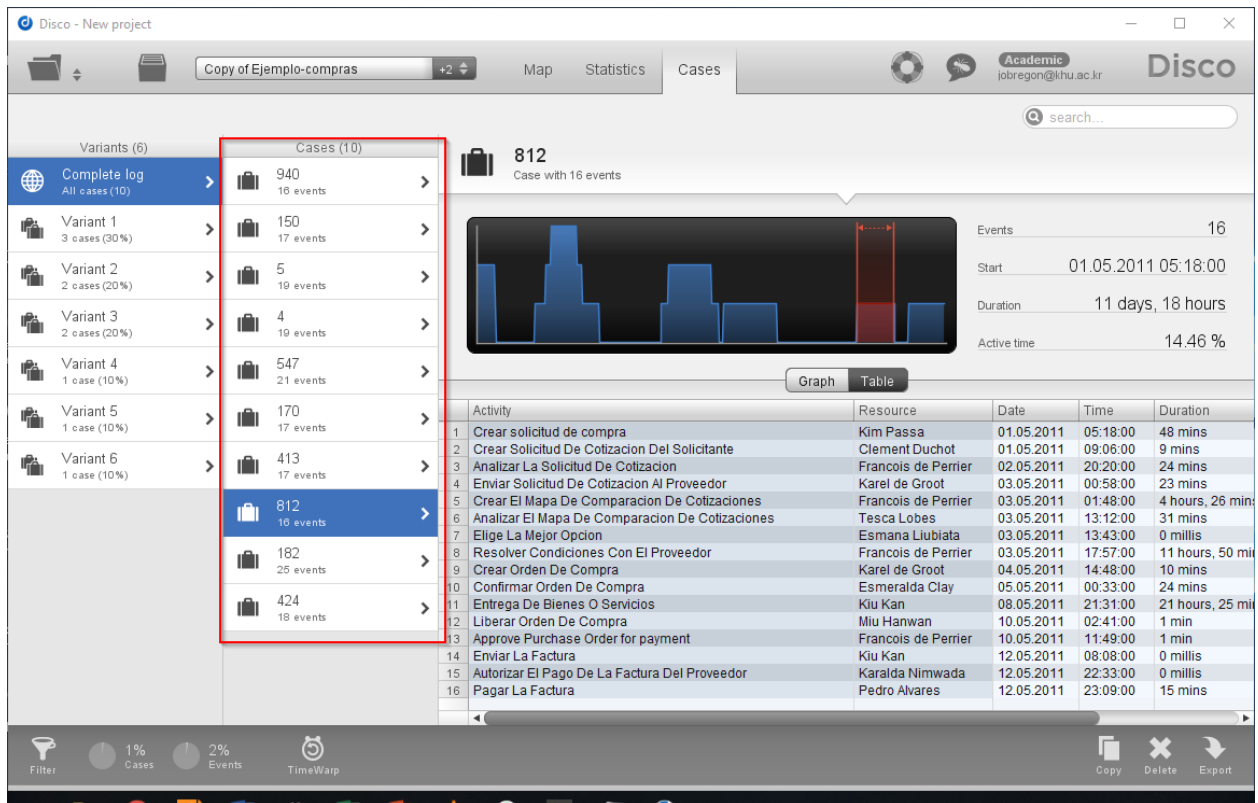 Disco - New project
Copy of Ejemplo-compras +2 Map Statistics Cases Academic jobregon@khu.ac.kr Disco
search...
Variants (6)
Complete log
All cases (10)
Variant 1
3 cases (30%)
Variant 2
2 cases (20%)
Variant 3
2 cases (20%)
Variant 4
1 case (10%)
Variant 5
1 case (10%)
Variant 6
1 case (10%)
Cases (10)
940
16 events
150
17 events
5
19 events
4
19 events
547
21 events
170
17 events
413
17 events
812
16 events
182
25 events
424
18 events
812
Case with 16 events
Events 16
Start 01.05.2011 05:18:00
Duration 11 days, 18 hours
Active time 14.46 %
Graph Table
Activity Resource Date Time Duration
1 Crear solicitud de compra Kim Passa 01.05.2011 05:18:00 48 mins
2 Crear Solicitud De Cotizacion Del Solicitante Clement Duchot 01.05.2011 09:06:00 9 mins
3 Analizar La Solicitud De Cotizacion Francois de Perrier 02.05.2011 20:20:00 24 mins
4 Enviar Solicitud De Cotizacion Al Proveedor Karel de Groot 03.05.2011 00:58:00 23 mins
5 Crear El Mapa De Comparacion De Cotizaciones Francois de Perrier 03.05.2011 01:48:00 4 hours, 26 mins
6 Analizar El Mapa De Comparacion De Cotizaciones Tesca Lobes 03.05.2011 13:12:00 31 mins
7 Elige La Mejor Opcion Esmana Liubiata 03.05.2011 13:43:00 0 millis
8 Resolver Condiciones Con El Proveedor Francois de Perrier 03.05.2011 17:57:00 11 hours, 50 mi
9 Crear Orden De Compra Karel de Groot 04.05.2011 14:48:00 10 mins
10 Confirmar Orden De Compra Esmeralda Clay 05.05.2011 00:33:00 24 mins
11 Entrega De Bienes O Servicios Kiu Kan 08.05.2011 21:31:00 21 hours, 25 mi
12 Liberar Orden De Compra Miu Hanwan 10.05.2011 02:41:00 1 min
13 Approve Purchase Order for payment Francois de Perrier 10.05.2011 11:49:00 1 min
14 Enviar La Factura Kiu Kan 12.05.2011 08:08:00 0 millis
15 Autorizar El Pago De La Factura Del Proveedor Karalda Nimwada 12.05.2011 22:33:00 0 millis
16 Pagar La Factura Pedro Alvares 12.05.2011 23:09:00 15 mins
Filter 1% Cases 2% Events TimeWarp Copy Delete Export